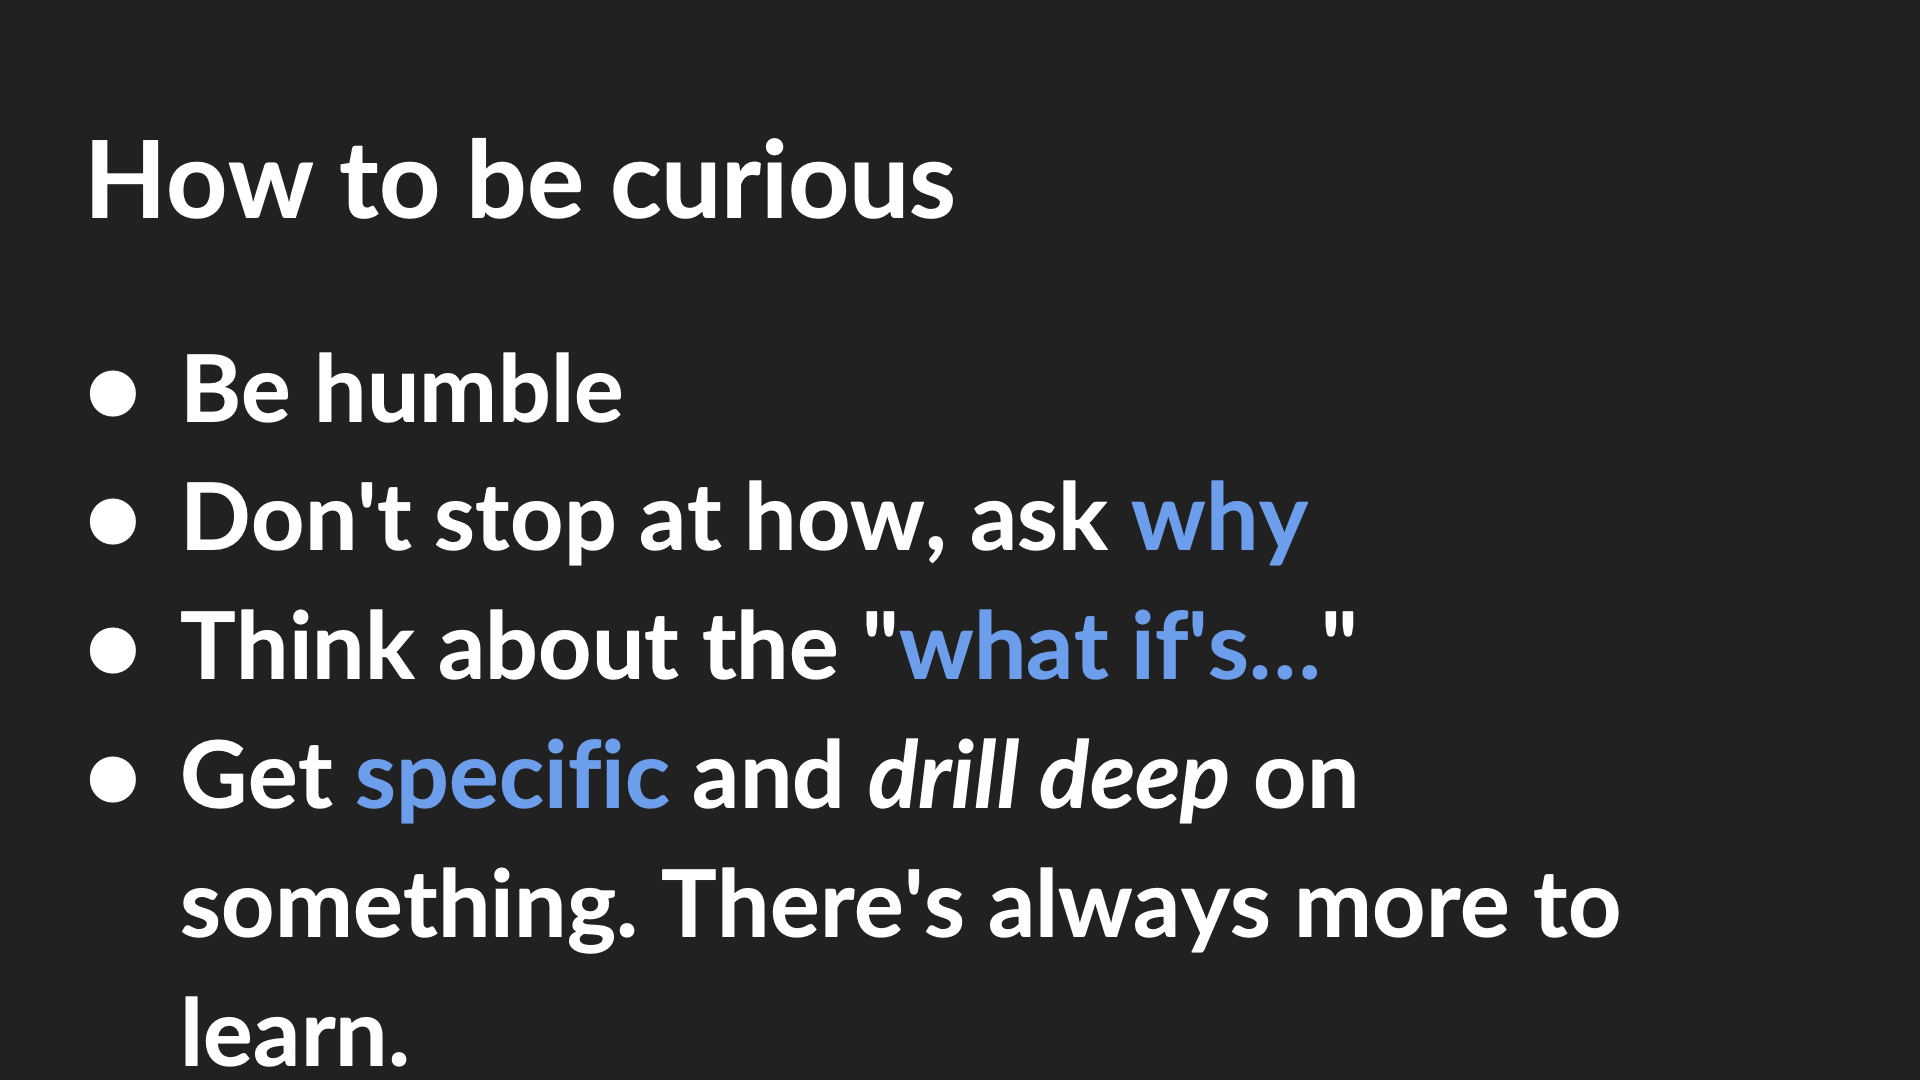 How to be curious
● Be humble
● Don't stop at how, ask why
● Think about the "what if's..."
● Get specific and drill deep on
something. There's always more to
learn.